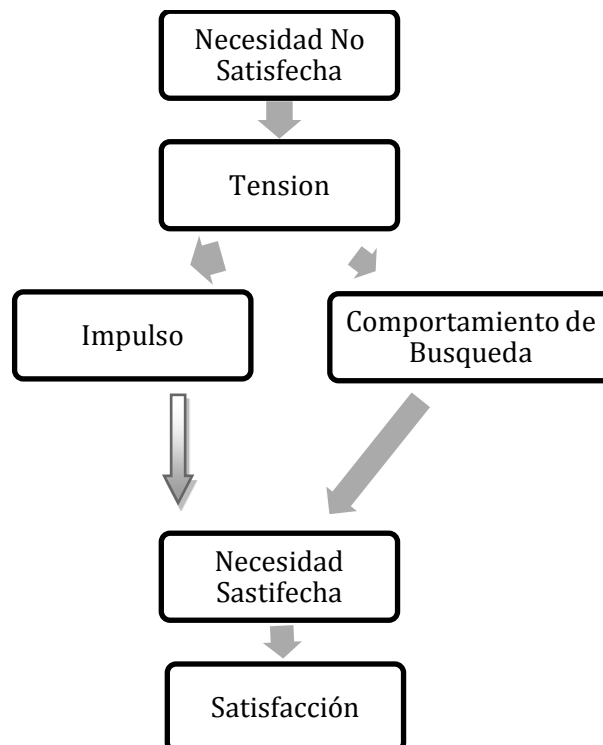 Necesidad No
Satisfecha
Tension
Impulso
Comportamiento de
Busqueda
Necesidad
Sastifecha
Satisfacción